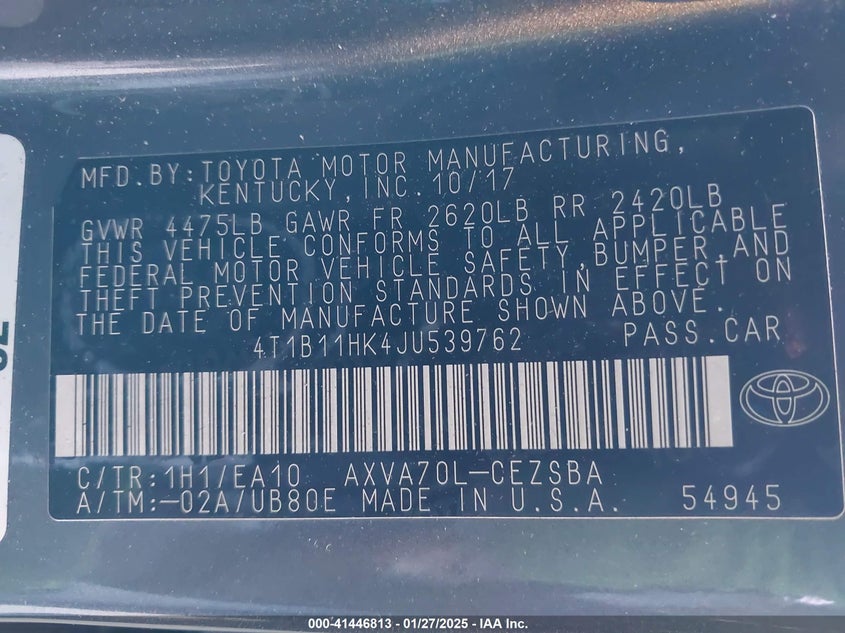 MFD.BY:TOYOTA MOTOR MANUFACTURING,
KENTUCKY,INC.10/17
GVWR 4475LB GAWR FR 2620LB RR 2420LB
THIS VEHICLE CONFORMS TO ALL APPLICABLE
FEDERAL MOTOR VEHICLE SAFETY,BUMPER,AND
THEFT PREVENTION STANDARDS IN EFFECT ON
THE DATE OF MANUFACTURE SHOWN ABOVE.
4T1B11HK4JU539762 PASS.CAR
C/TR:1H1/EA10 AXVA70L-CEZSBA
A/TM:-02A/UB80E MADE IN U.S.A. 54945
000-41446813 - 01/27/2025 - IAA Inc.